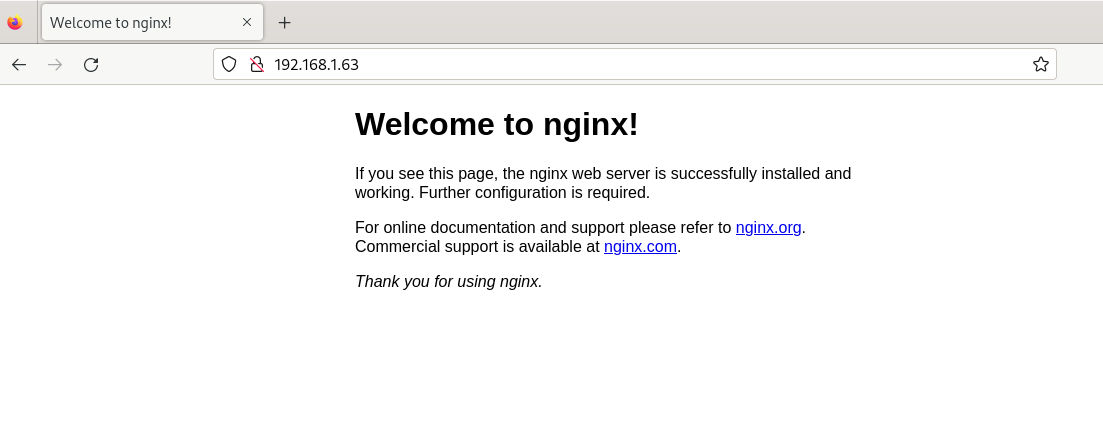 Welcome to nginx!
192.168.1.63
Welcome to nginx!
If you see this page, the nginx web server is successfully installed and
working. Further configuration is required.
For online documentation and support please refer to nginx.org.
Commercial support is available at nginx.com.
Thank you for using nginx.